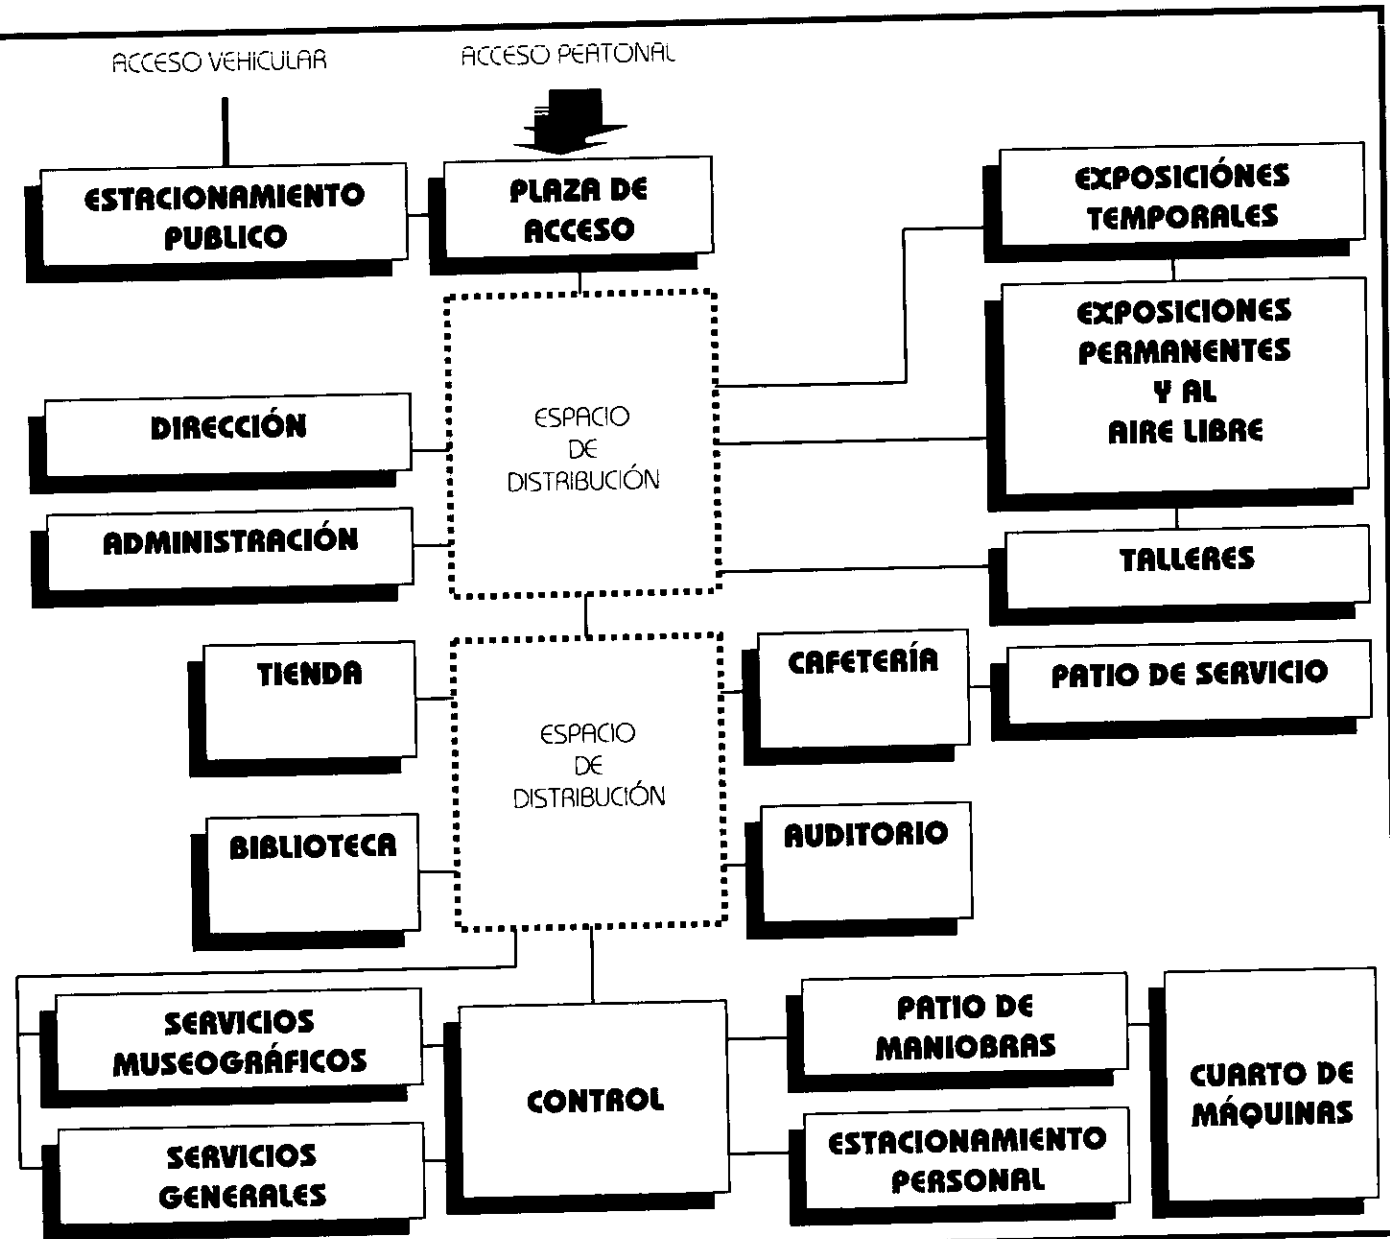 ACCESO VEHICULAR
ACCESO PEATONAL
ESTACIONAMIENTO
PUBLICO
PLAZA DE
ACCESO
EXPOSICIÓNES
TEMPORALES
EXPOSICIONES
PERMANENTES
Y AL
AIRE LIBRE
ESPACIO
DE
DISTRIBUCIÓN
DIRECCIÓN
ADMINISTRACIÓN
TALLERES
TIENDA
CAFETERÍA
PATIO DE SERVICIO
ESPACIO
DE
DISTRIBUCIÓN
BIBLIOTECA
AUDITORIO
SERVICIOS
MUSEOGRÁFICOS
CONTROL
PATIO DE
MANIOBRAS
CUARTO DE
MÁQUINAS
SERVICIOS
GENERALES
ESTACIONAMIENTO
PERSONAL